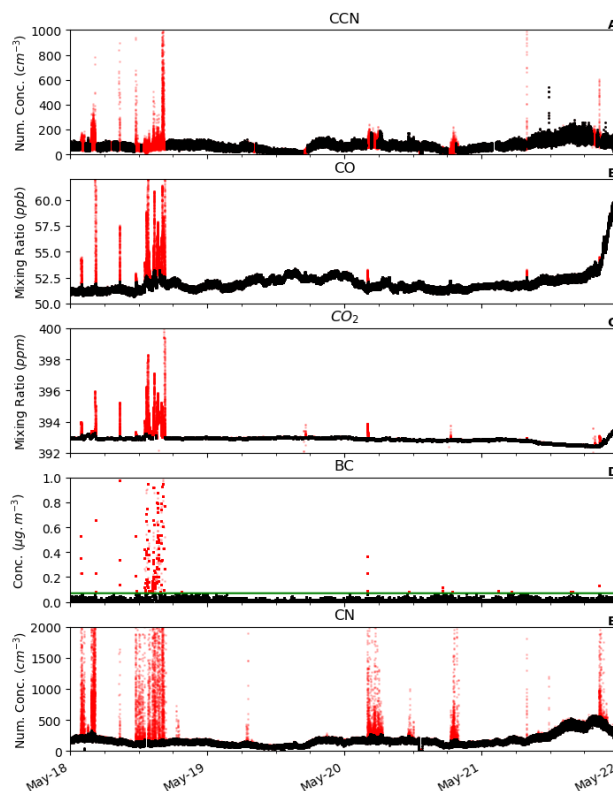 CCN
A
1000
800
600
400
200
0
Num. Conc. (cm⁻³)
CO
60.0
57.5
55.0
52.5
50.0
Mixing Ratio (ppb)
CO₂
400
398
396
394
392
Mixing Ratio (ppm)
BC
D
1.0
0.8
0.6
0.4
0.2
0.0
Conc. (μg.m⁻³)
CN
2000
1500
1000
500
0
Num. Conc. (cm⁻³)
May-18
May-19
May-20
May-21
May-22